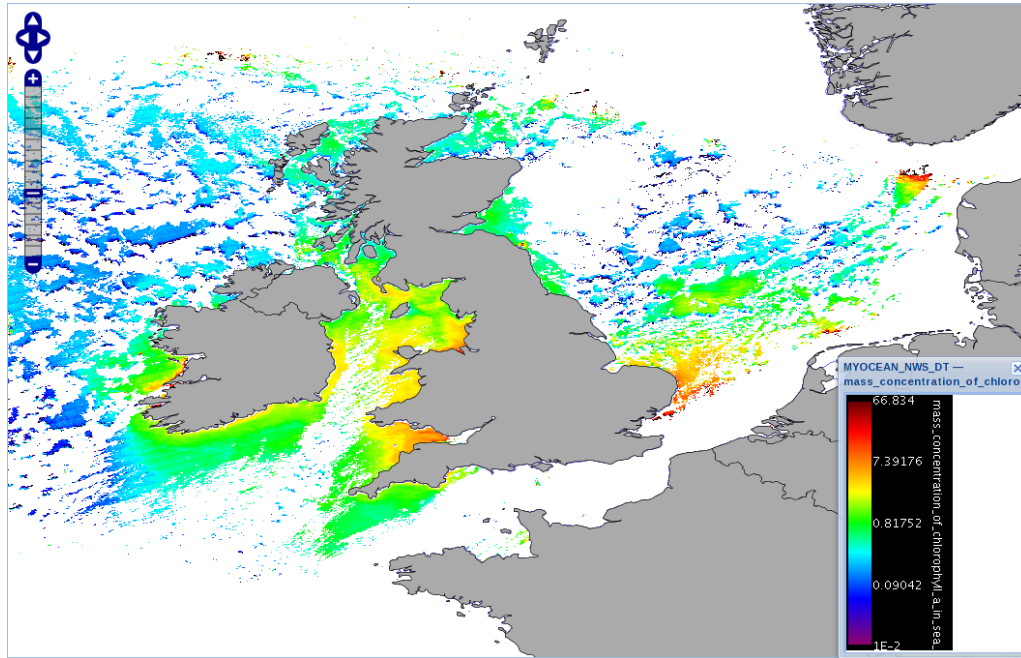 MYOCEAN_NWS_DT —
mass_concentration_of_chloro
66.834
7.39176
0.81752
0.09042
1E-2
mass_concentration_of_chlorophyll_a_in_sea_